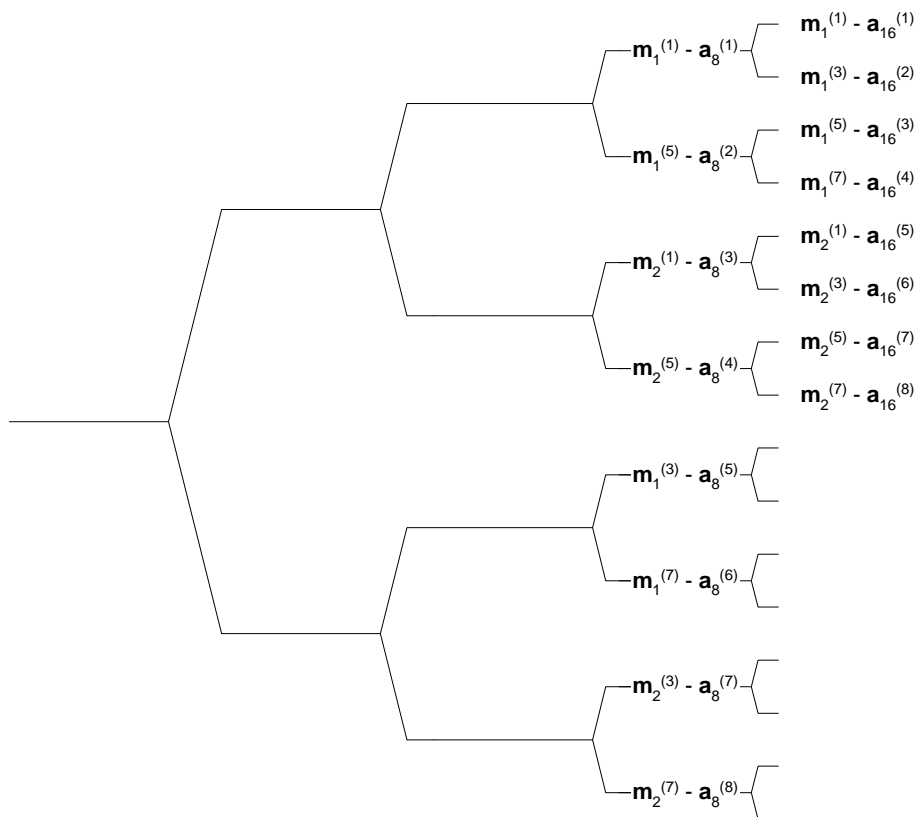 m₁⁽¹⁾ - a₁₆⁽¹⁾
m₁⁽¹⁾ - a₈⁽¹⁾
m₁⁽³⁾ - a₁₆⁽²⁾
m₁⁽⁵⁾ - a₁₆⁽³⁾
m₁⁽⁵⁾ - a₈⁽²⁾
m₁⁽⁷⁾ - a₁₆⁽⁴⁾
m₂⁽¹⁾ - a₁₆⁽⁵⁾
m₂⁽¹⁾ - a₈⁽³⁾
m₂⁽³⁾ - a₁₆⁽⁶⁾
m₂⁽⁵⁾ - a₁₆⁽⁷⁾
m₂⁽⁵⁾ - a₈⁽⁴⁾
m₂⁽⁷⁾ - a₁₆⁽⁸⁾
m₁⁽³⁾ - a₈⁽⁵⁾
m₁⁽⁷⁾ - a₈⁽⁶⁾
m₂⁽³⁾ - a₈⁽⁷⁾
m₂⁽⁷⁾ - a₈⁽⁸⁾